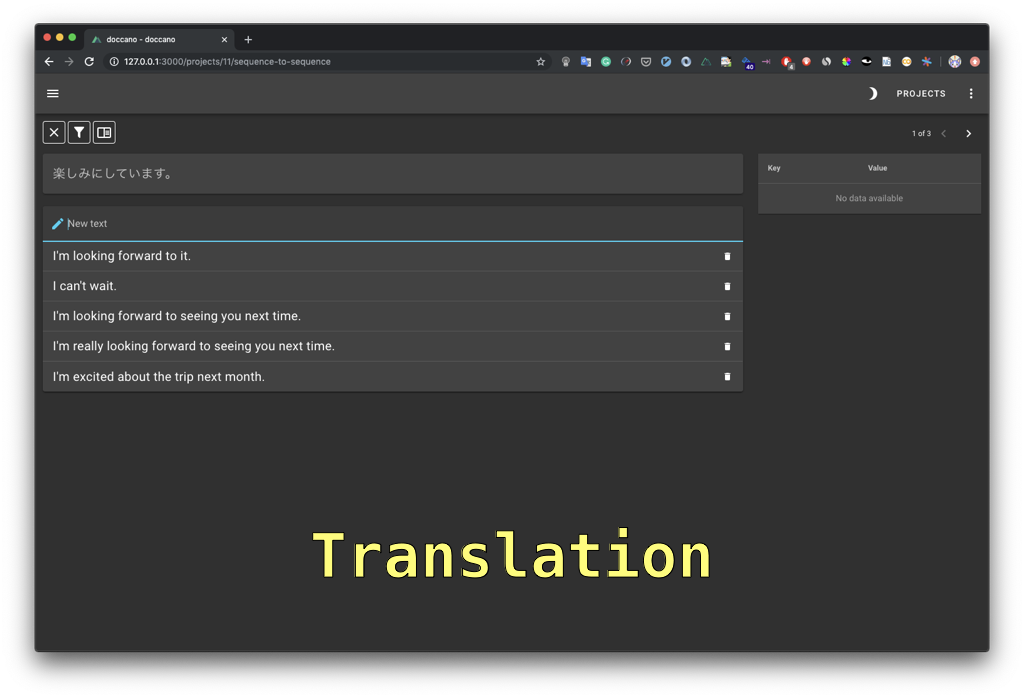 doccano - doccano
127.0.0.1:3000/projects/11/sequence-to-sequence
40
4
PROJECTS
1 of 3
楽しみにしています。
Key Value
No data available
New text
I'm looking forward to it.
I can't wait.
I'm looking forward to seeing you next time.
I'm really looking forward to seeing you next time.
I'm excited about the trip next month.
Translation